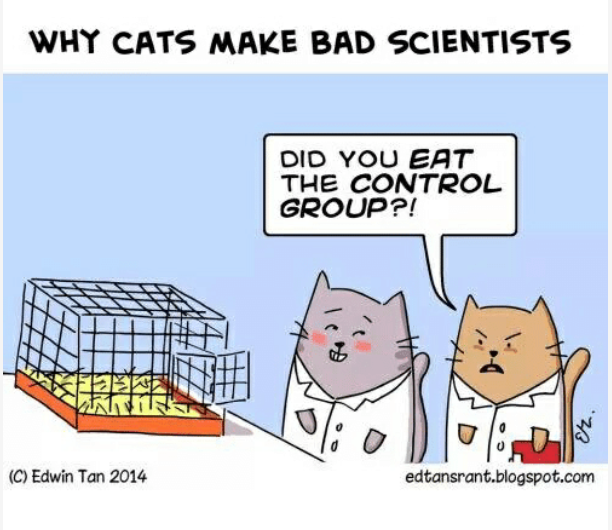 WHY CATS MAKE BAD SCIENTISTS
DID YOU EAT
THE CONTROL
GROUP?!
(C) Edwin Tan 2014
edtansrant.blogspot.com